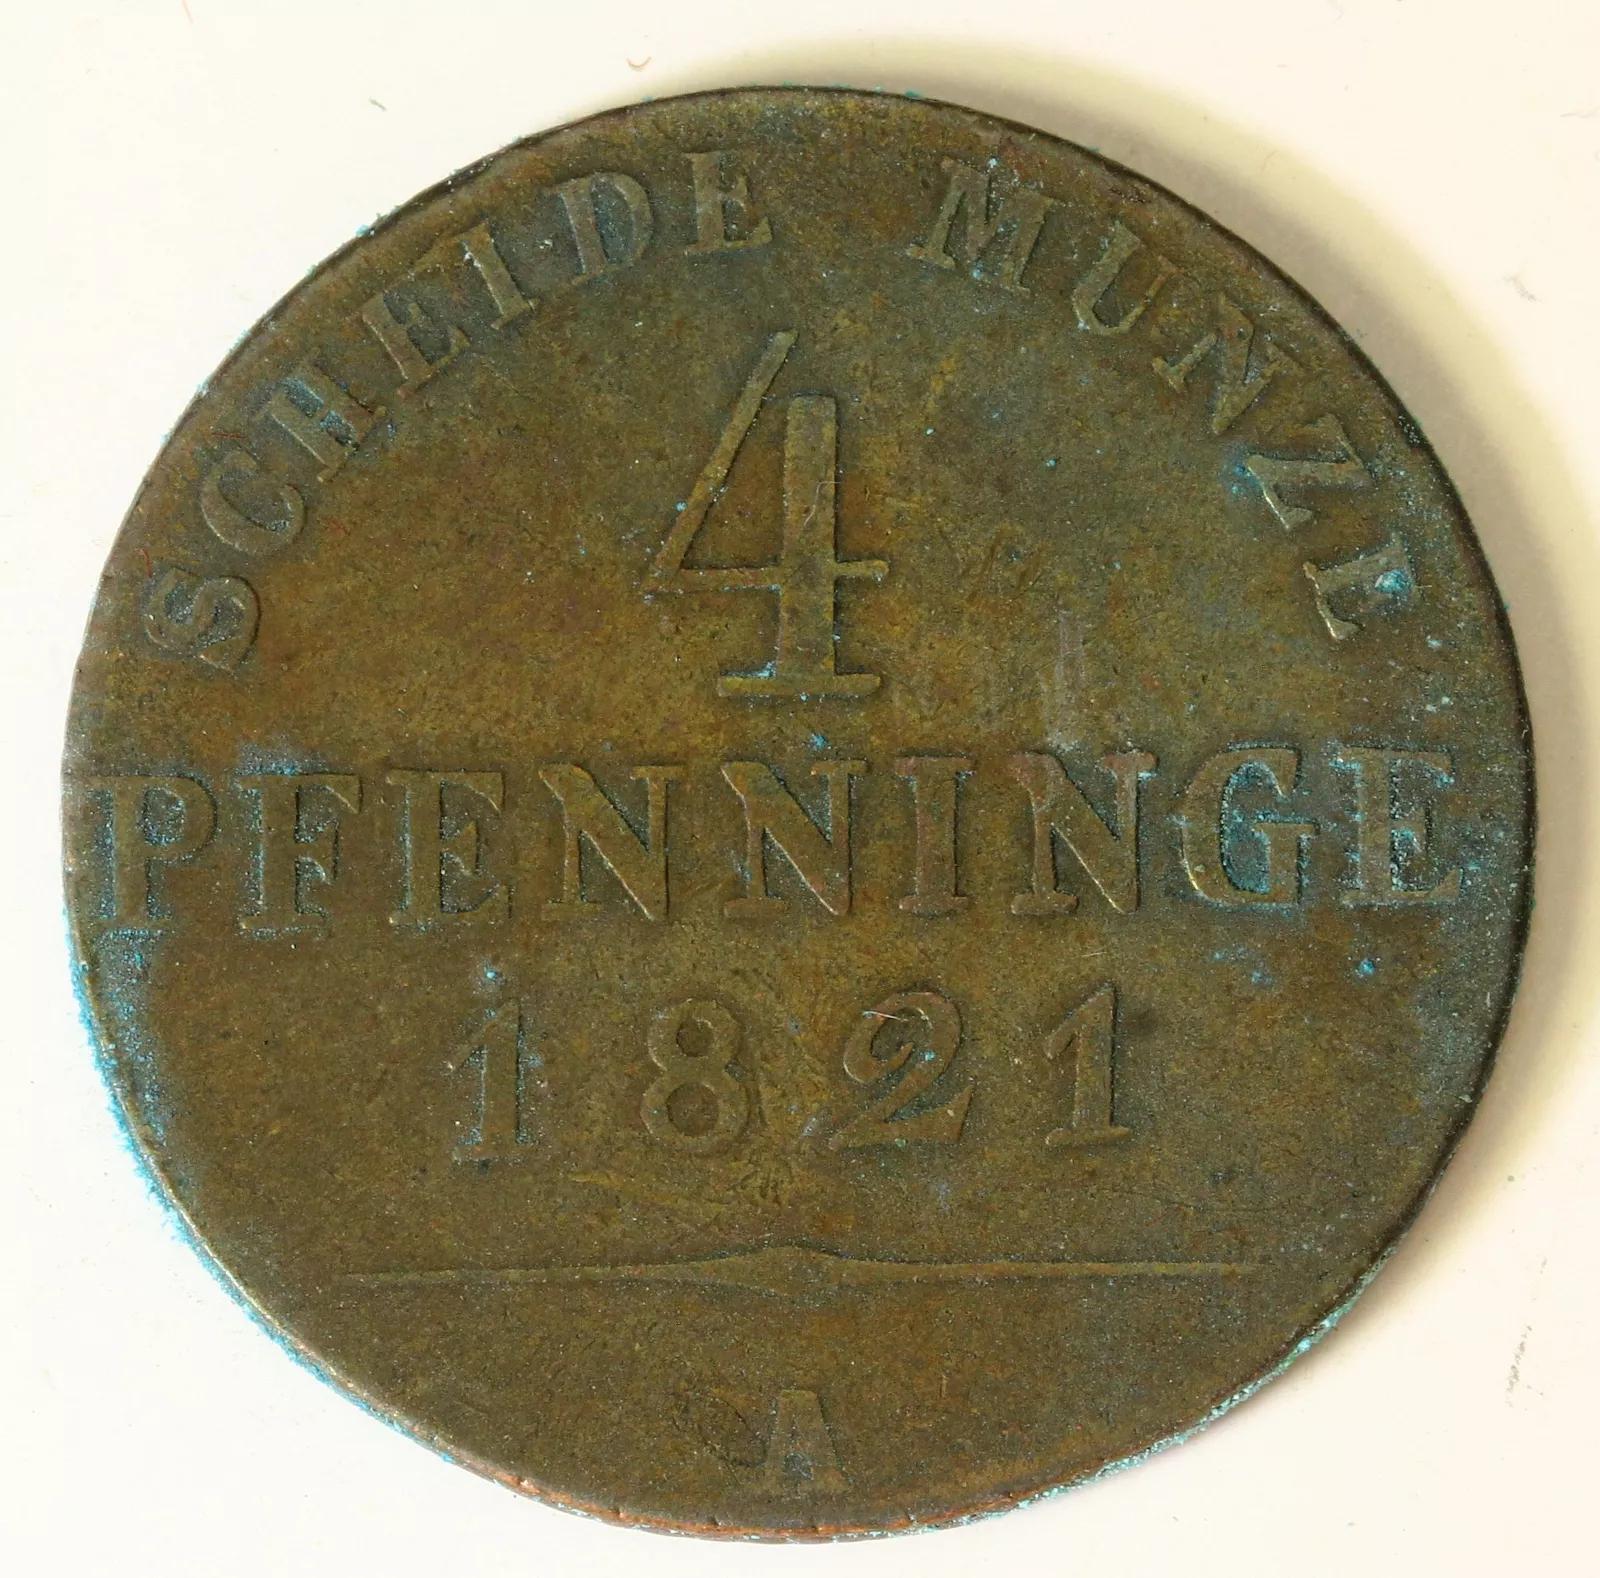 SCHEIDE MUNZE
4
PFENNINGE
1821
A